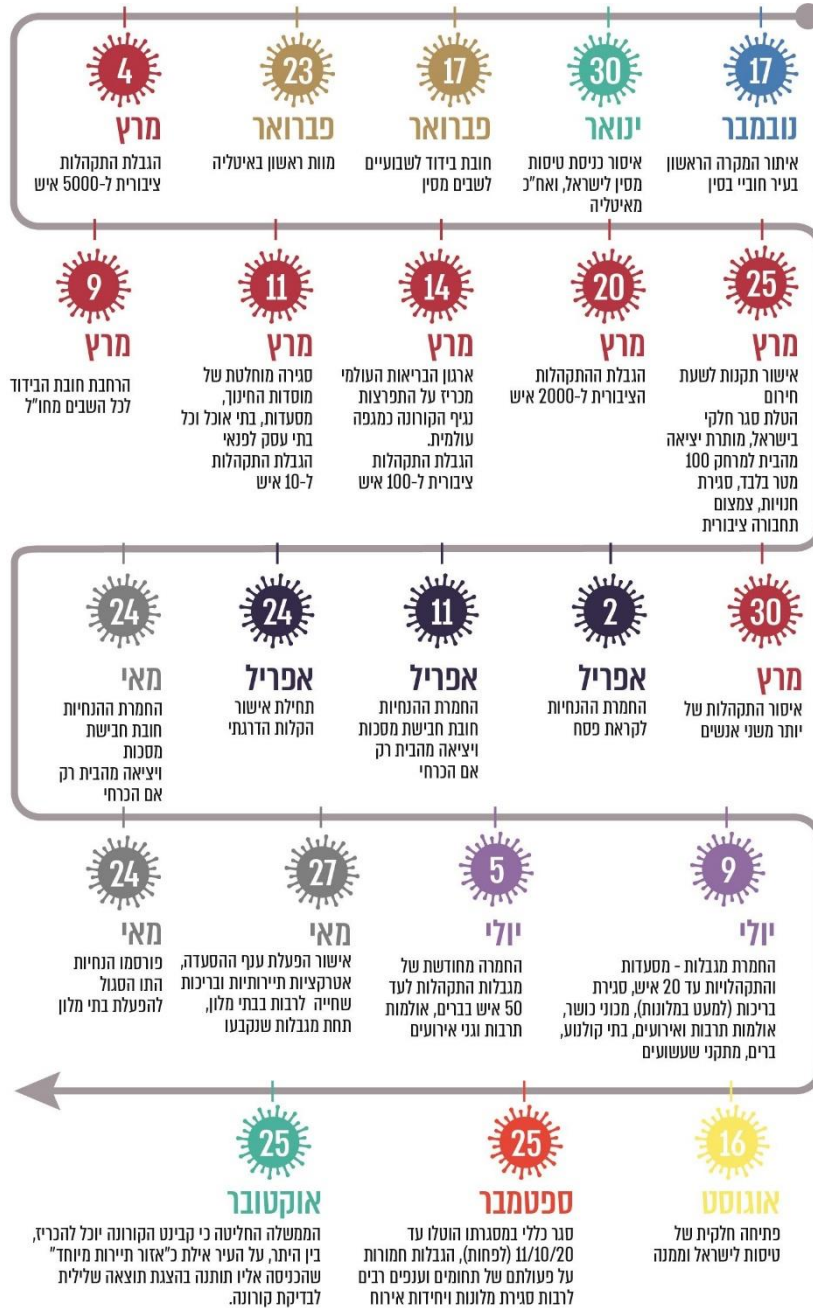 17
נובמבר
איתור המקרה הראשון
בעיר חוביי בסין
30
ינואר
איסור כניסת טיסות
מסין לישראל, ואח"כ
מאיטליה
17
פברואר
חובת בידוד לשבועיים
לשבים מסין
23
פברואר
מוות ראשון באיטליה
4
מרץ
הגבלת התקהלות
ציבורית ל-5000 איש
9
מרץ
הרחבת חובת הבידוד
לכל השבים מחו"ל
11
מרץ
סגירה מוחלטת של
מוסדות החינוך,
מסעדות, בתי אוכל וכל
בתי עסק לפנאי
הגבלת התקהלות
ל-10 איש
14
מרץ
ארגון הבריאות העולמי
מכריז על התפרצות
נגיף הקורונה כמגפה
עולמית.
הגבלת התקהלות
ציבורית ל-100 איש
20
מרץ
הגבלת ההתקהלות
הציבורית ל-2000 איש
25
מרץ
אישור תקנות לשעת
חירום
הטלת סגר חלקי
בישראל, מותרת יציאה
מהבית למרחק 100
מטר בלבד, סגירת
חנויות, צמצום
תחבורה ציבורית
30
מרץ
איסור התקהלות של
יותר משני אנשים
2
אפריל
החמרת ההנחיות
לקראת פסח
11
אפריל
החמרת ההנחיות
חובת חבישת מסכות
ויציאה מהבית רק
אם הכרחי
24
אפריל
תחילת אישור
הקלות הדרגתי
24
מאי
החמרת ההנחיות
חובת חבישת
מסכות
ויציאה מהבית רק
אם הכרחי
24
מאי
פורסמו הנחיות
התו הסגול
להפעלת בתי מלון
27
מאי
אישור הפעלת ענף ההסעדה,
אטרקציות תיירותיות ובריכות
שחייה לרבות בבתי מלון,
תחת מגבלות שנקבעו
5
יולי
החמרה מחודשת של
מגבלות התקהלות לעד
50 איש בברים, אולמות
תרבות וגני אירועים
9
יולי
החמרת מגבלות - מסעדות
והתקהלויות עד 20 איש, סגירת
בריכות (למעט במלונות), מכוני כושר,
אולמות תרבות ואירועים, בתי קולנוע,
ברים, מתקני שעשועים
16
אוגוסט
פתיחה חלקית של
טיסות לישראל וממנה
25
ספטמבר
סגר כללי במסגרתו הוטלו עד
11/10/20 (לפחות), הגבלות חמורות
על פעולתם של תחומים וענפים רבים
לרבות סגירת מלונות ויחידות אירוח
25
אוקטובר
הממשלה החליטה כי קבינט הקורונה יוכל להכריז,
בין היתר, על העיר אילת כ"אזור תיירות מיוחד"
שהכניסה אליו תותנה בהצגת תוצאה שלילית
לבדיקת קורונה.